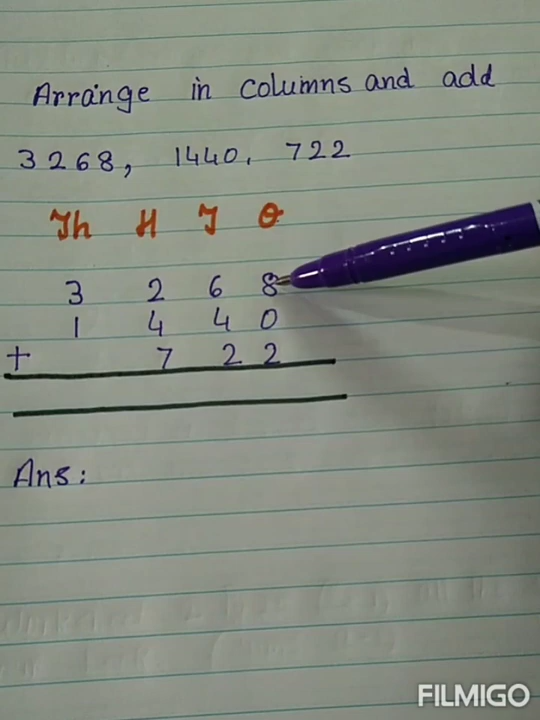 Arrange in columns and add
3268, 1440, 722
Th H T O
3 2 6 8
1 4 4 0
+ 7 2 2
Ans:
FILMIGO